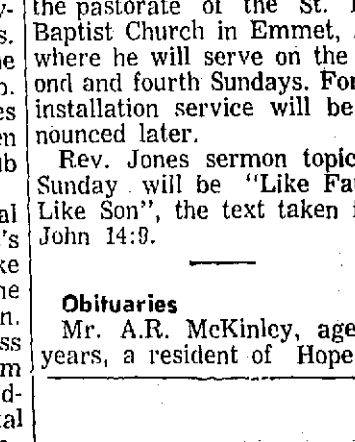 the pastorate of the St.
Baptist Church in Emmet,
where he will serve on the
ond and fourth Sundays. For
installation service will be
nounced later.
Rev. Jones sermon topic
Sunday will be "Like Fat
Like Son", the text taken
John 14:9.
Obituaries
Mr. A.R. McKinley, age
years, a resident of Hope